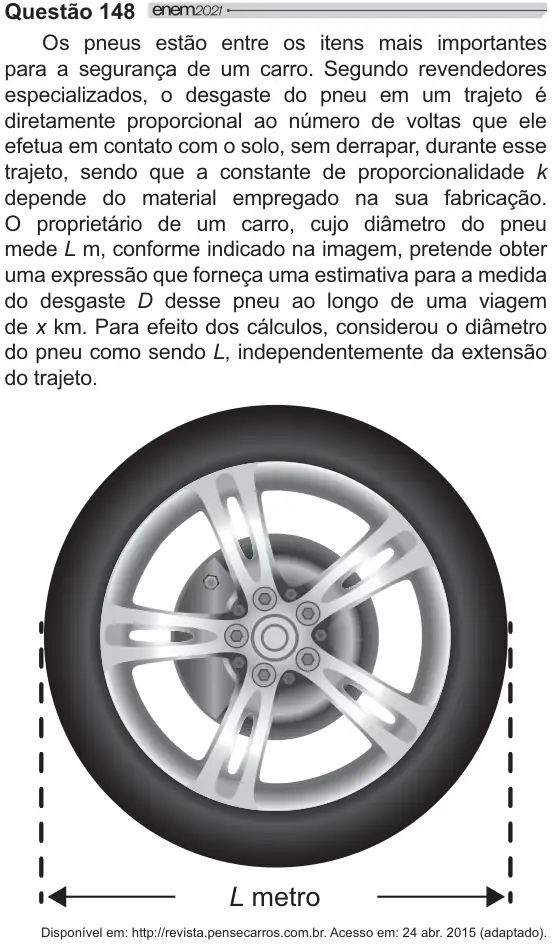 Questão 148 enem2021
Os pneus estão entre os itens mais importantes
para a segurança de um carro. Segundo revendedores
especializados, o desgaste do pneu em um trajeto é
diretamente proporcional ao número de voltas que ele
efetua em contato com o solo, sem derrapar, durante esse
trajeto, sendo que a constante de proporcionalidade k
depende do material empregado na sua fabricação.
O proprietário de um carro, cujo diâmetro do pneu
mede L m, conforme indicado na imagem, pretende obter
uma expressão que forneça uma estimativa para a medida
do desgaste D desse pneu ao longo de uma viagem
de x km. Para efeito dos cálculos, considerou o diâmetro
do pneu como sendo L, independentemente da extensão
do trajeto.
L metro
Disponível em: http://revista.pensecarros.com.br. Acesso em: 24 abr. 2015 (adaptado).